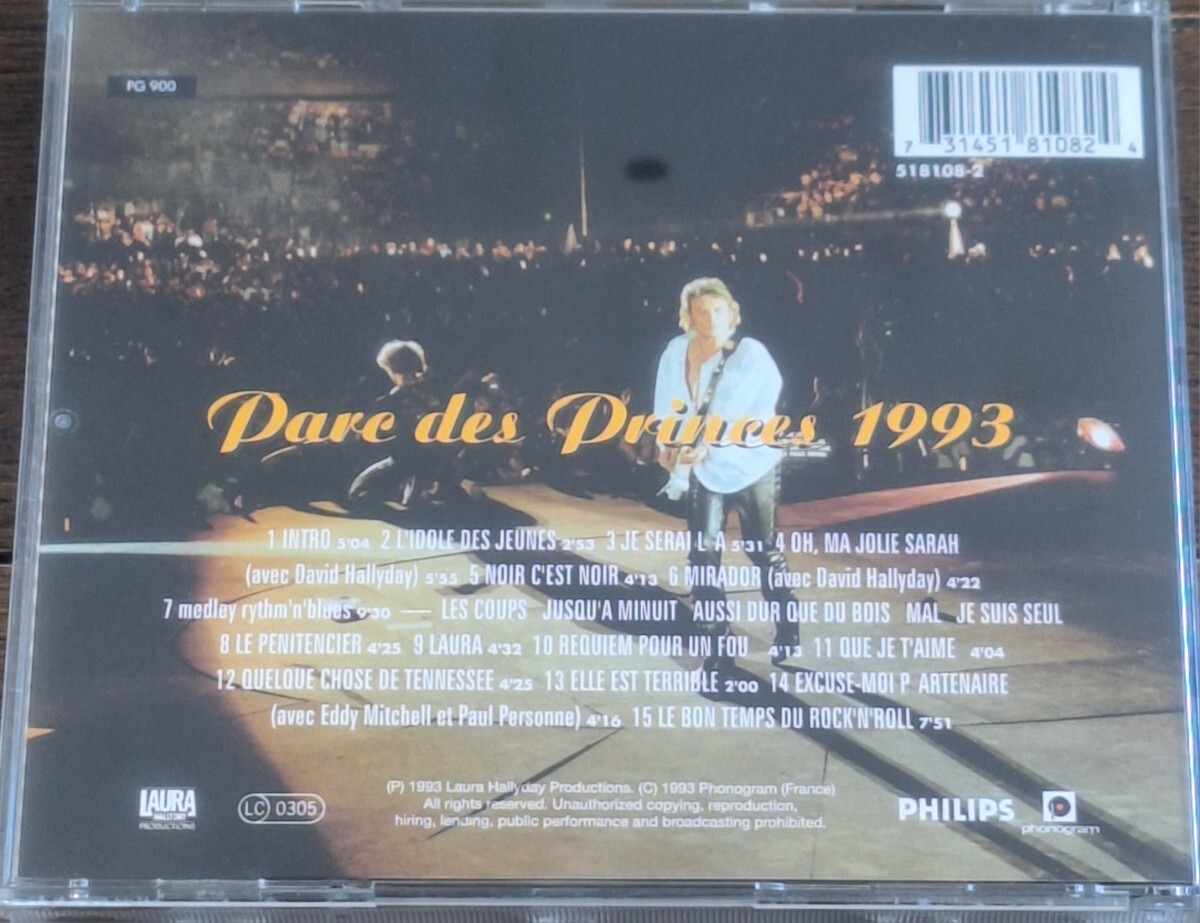 PG 900
7 31451 81082 4
518108-2
Parc des Princes 1993
1 INTRO 5'04 2 L'IDOLE DES JEUNES 2'53 3 JE SERAI L A 5'31 4 OH, MA JOLIE SARAH
(avec David Hallyday) 5'55 5 NOIR C'EST NOIR 4'13 6 MIRADOR (avec David Hallyday) 4'22
7 medley rythm'n'blues 9'30 — LES COUPS JUSQU'A MINUIT AUSSI DUR QUE DU BOIS MAL JE SUIS SEUL
8 LE PENITENCIER 4'25 9 LAURA 4'32 10 REQUIEM POUR UN FOU 4'13 11 QUE JE T'AIME 4'04
12 QUELQUE CHOSE DE TENNESSEE 4'25 13 ELLE EST TERRIBLE 2'00 14 EXCUSE-MOI P ARTENAIRE
(avec Eddy Mitchell et Paul Personne) 4'16 15 LE BON TEMPS DU ROCK'N'ROLL 7'51
LAURA
HALLYDAY
PRODUCTIONS
LC 0305
(P) 1993 Laura Hallyday Productions. (C) 1993 Phonogram (France)
All rights reserved. Unauthorized copying, reproduction,
hiring, lending, public performance and broadcasting prohibited.
PHILIPS
phonogram